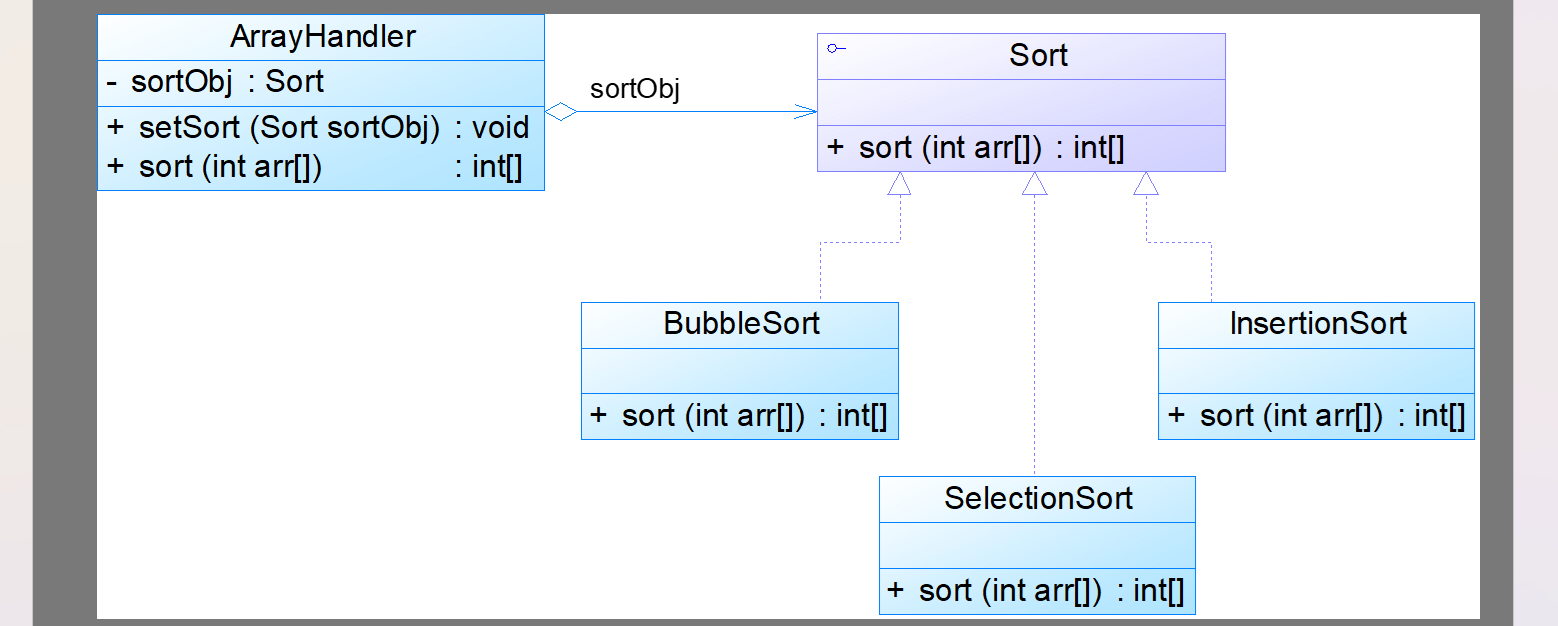 ArrayHandler
- sortObj : Sort
+ setSort (Sort sortObj) : void
+ sort (int arr[]) : int[]
sortObj
Sort
+ sort (int arr[]) : int[]
BubbleSort
+ sort (int arr[]) : int[]
InsertionSort
+ sort (int arr[]) : int[]
SelectionSort
+ sort (int arr[]) : int[]